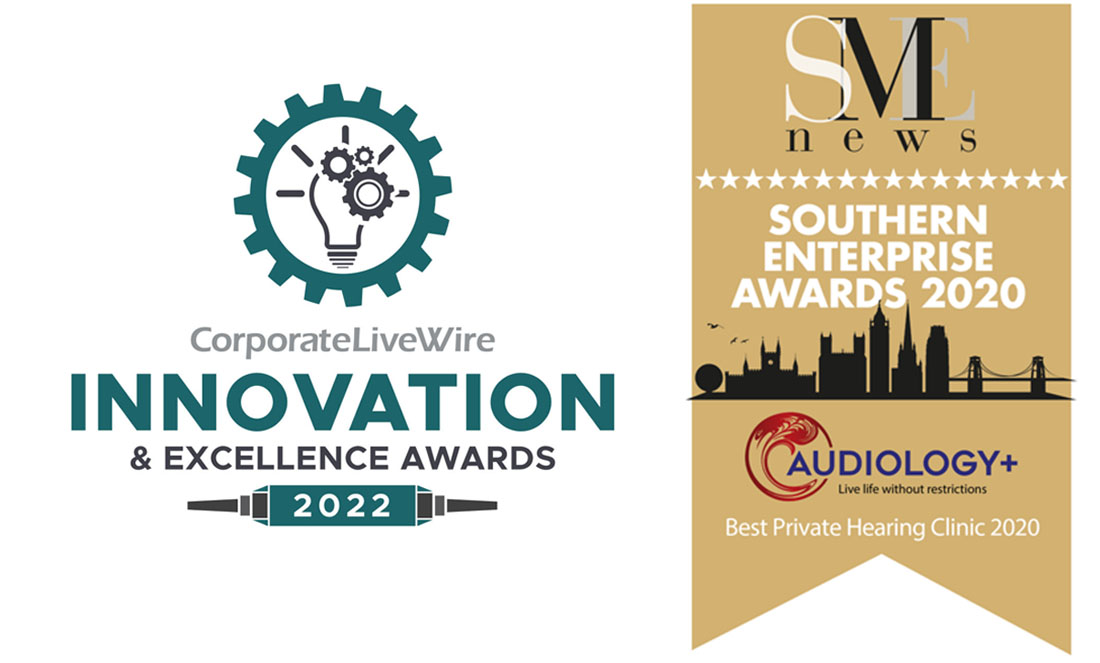 CorporateLiveWire
INNOVATION
& EXCELLENCE AWARDS
2022
SME
news
SOUTHERN
ENTERPRISE
AWARDS 2020
AUDIOLOGY+
Live life without restrictions
Best Private Hearing Clinic 2020